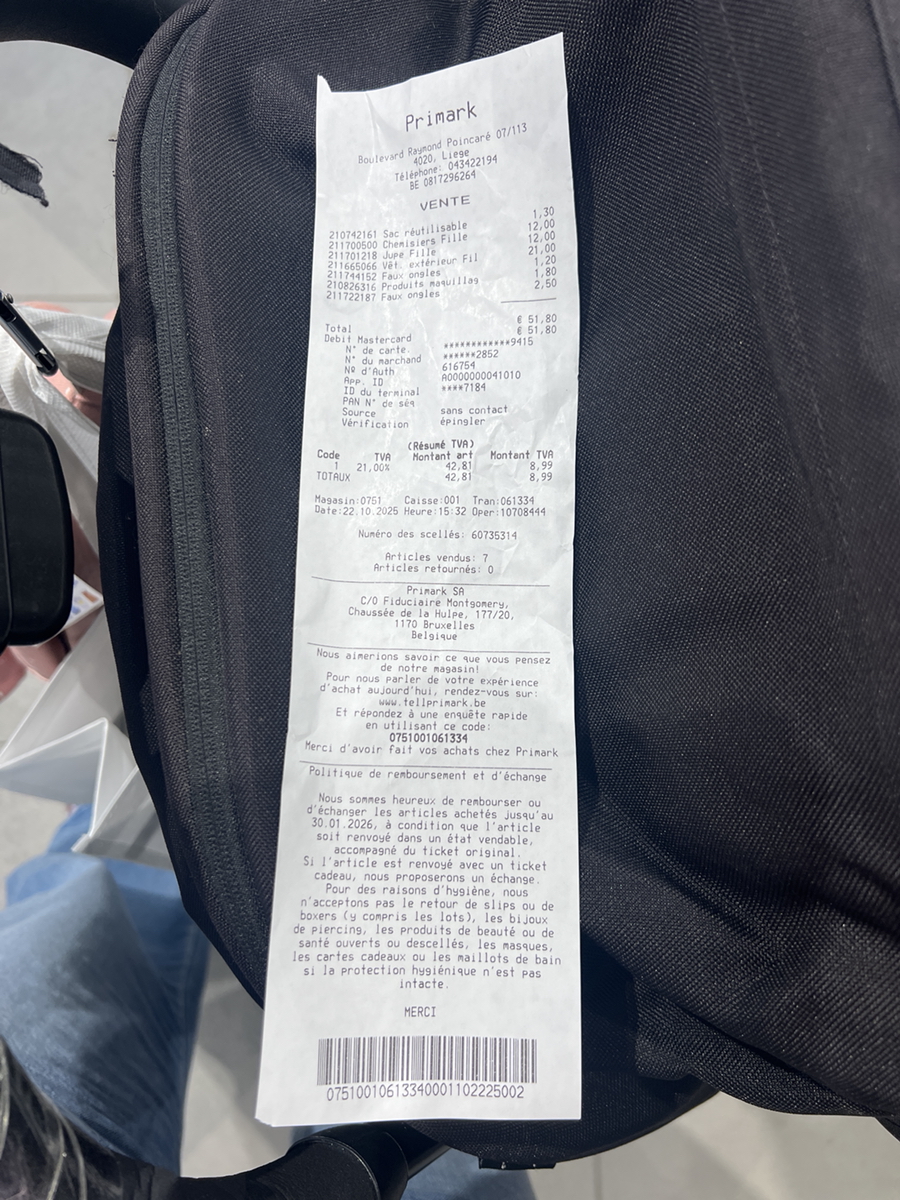 Primark
Boulevard Raymond Poincaré 07/113
4020, Liege
Téléphone: 043422194
BE 0817296264
VENTE
210742161 Sac réutilisable 1,30
211700500 Chemisiers Fille 12,00
211701218 Jupe Fille 12,00
211665066 Vêt. extérieur Fil 21,00
211744152 Faux ongles 1,20
210826316 Produits maquillag 1,80
211722187 Faux ongles 2,50
Total € 51,80
Debit Mastercard € 51,80
N° de carte. ************9415
N° du marchand ******2852
Nº d'Auth 616754
App. ID A0000000041010
ID du terminal ****7184
PAN N° de séq
Source sans contact
Vérification épingler
(Résumé TVA)
Code TVA Montant art Montant TVA
1 21,00% 42,81 8,99
TOTAUX 42,81 8,99
Magasin:0751 Caisse:001 Tran:061334
Date:22.10.2025 Heure:15:32 Oper:10708444
Numéro des scellés: 60735314
Articles vendus: 7
Articles retournés: 0
Primark SA
C/O Fiduciaire Montgomery,
Chaussée de la Hulpe, 177/20,
1170 Bruxelles
Belgique
Nous aimerions savoir ce que vous pensez
de notre magasin!
Pour nous parler de votre expérience
d'achat aujourd'hui, rendez-vous sur:
www.tellprimark.be
Et répondez à une enquête rapide
en utilisant ce code:
0751001061334
Merci d'avoir fait vos achats chez Primark
Politique de remboursement et d'échange
Nous sommes heureux de rembourser ou
d'échanger les articles achetés jusqu'au
30.01.2026, à condition que l'article
soit renvoyé dans un état vendable,
accompagné du ticket original.
Si l'article est renvoyé avec un ticket
cadeau, nous proposerons un échange.
Pour des raisons d'hygiène, nous
n'acceptons pas le retour de slips ou de
boxers (y compris les lots), les bijoux
de piercing, les produits de beauté ou de
santé ouverts ou descellés, les masques,
les cartes cadeaux ou les maillots de bain
si la protection hygiénique n'est pas
intacte.
MERCI
07510010613340001102225002